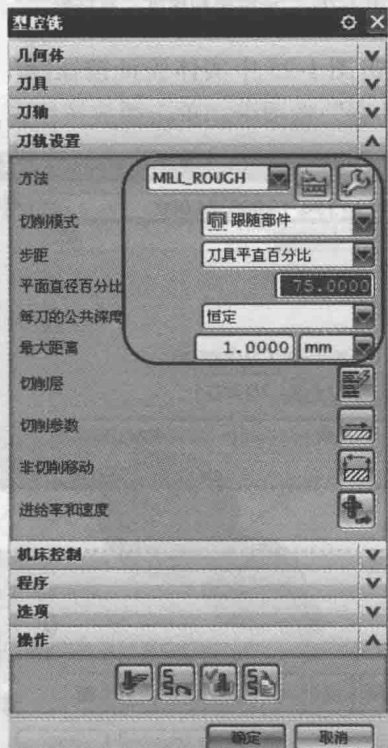 型腔铣
几何体
刀具
刀轴
刀轨设置
方法 MILL_ROUGH
切削模式 跟随部件
步距 刀具平直百分比
平面直径百分比 75.0000
每刀的公共深度 恒定
最大距离 1.0000 mm
切削层
切削参数
非切削移动
进给率和速度
机床控制
程序
选项
操作
确定 取消